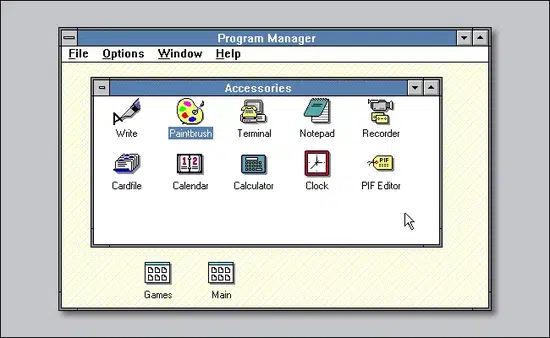 Program Manager
File Options Window Help
Accessories
Write Paintbrush Terminal Notepad Recorder
Cardfile Calendar Calculator Clock PIF Editor
Games Main